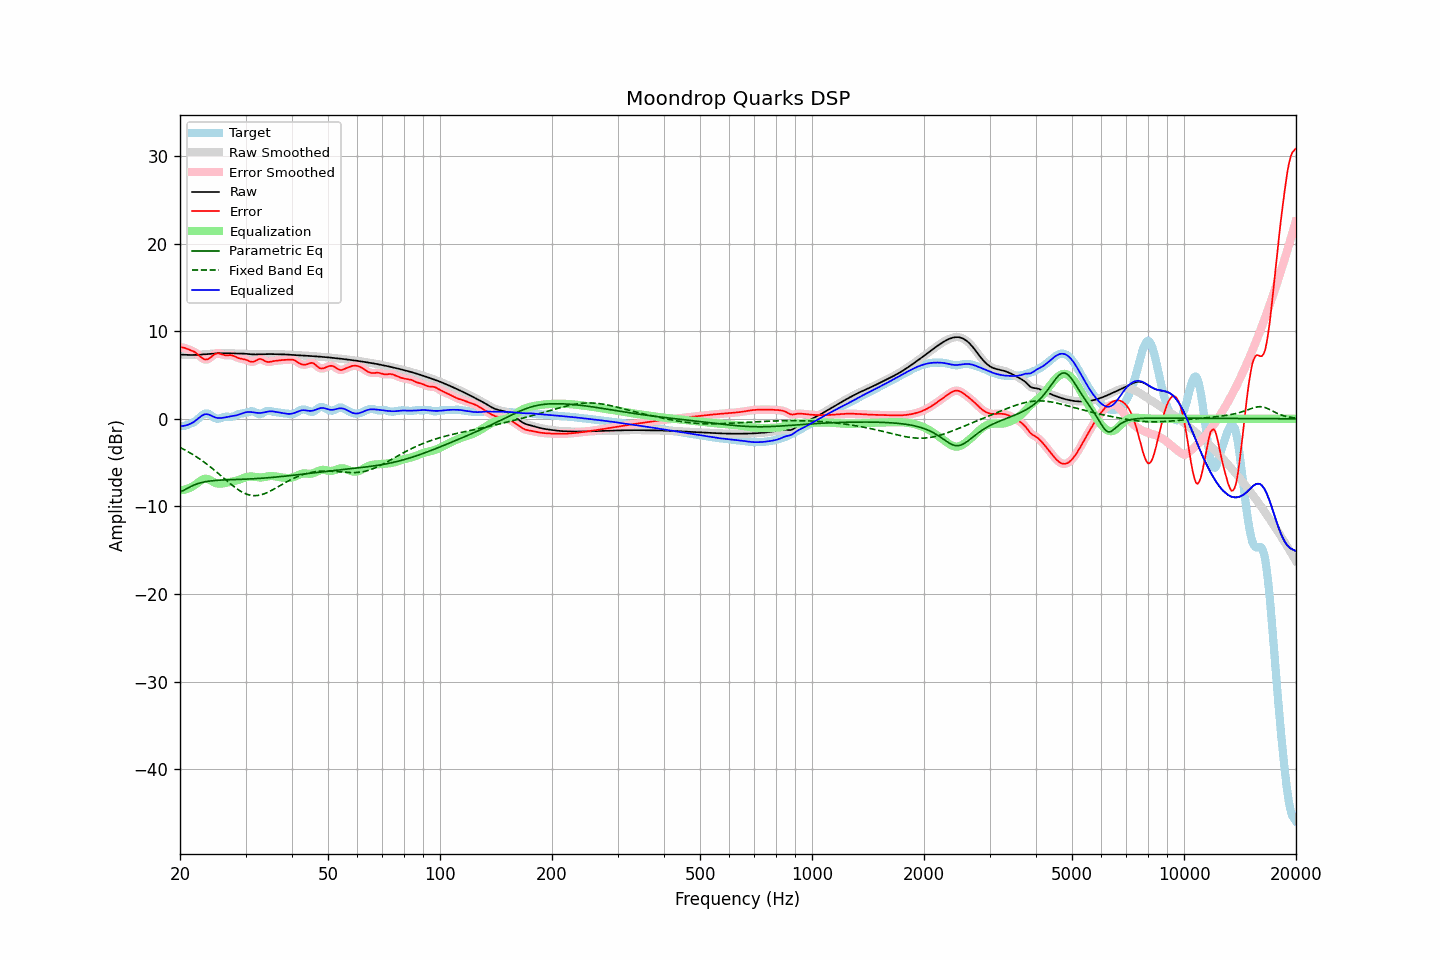 Moondrop Quarks DSP
Target
Raw Smoothed
Error Smoothed
Raw
Error
Equalization
Parametric Eq
Fixed Band Eq
Equalized
30
20
10
0
−10
−20
−30
−40
Amplitude (dBr)
20 50 100 200 500 1000 2000 5000 10000 20000
Frequency (Hz)